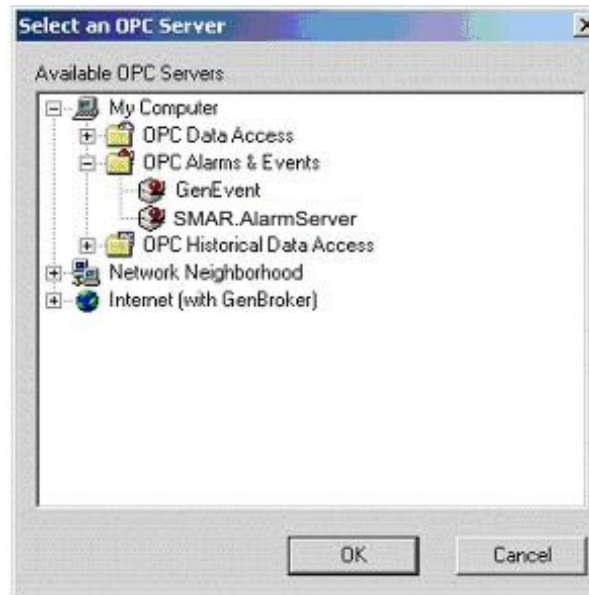 Select an OPC Server
Available OPC Servers
My Computer
OPC Data Access
OPC Alarms & Events
GenEvent
SMAR.AlarmServer
OPC Historical Data Access
Network Neighborhood
Internet (with GenBroker)
OK Cancel